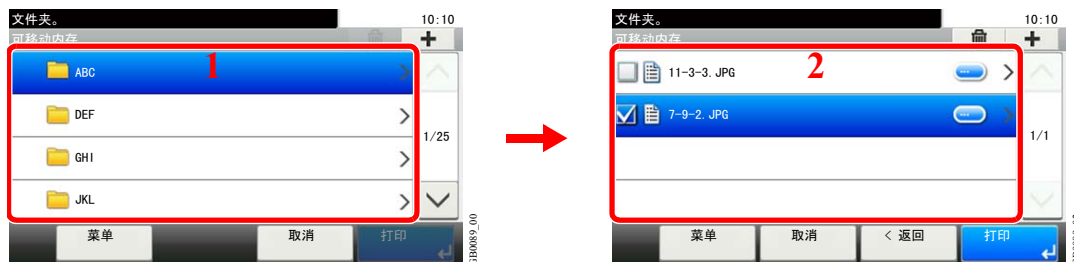 文件夹。
10:10
可移动内存
1
ABC
DEF
GHI
JKL
1/25
菜单
取消
打印
GB0089_00
文件夹。
10:10
可移动内存
2
11-3-3. JPG
7-9-2. JPG
1/1
菜单
取消
< 返回
打印